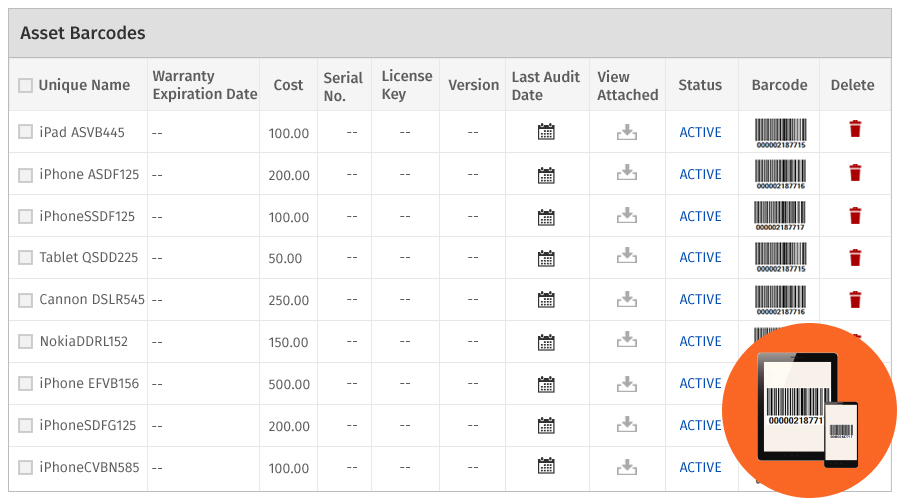 Asset Barcodes
Unique Name Warranty Expiration Date Cost Serial No. License Key Version Last Audit Date View Attached Status Barcode Delete
iPad ASVB445 -- 100.00 -- -- -- ACTIVE 000002187715
iPhone ASDF125 -- 200.00 -- -- -- ACTIVE 000002187716
iPhoneSSDF125 -- 100.00 -- -- -- ACTIVE 000002187717
Tablet QSDD225 -- 50.00 -- -- -- ACTIVE 000002187715
Cannon DSLR545 -- 250.00 -- -- -- ACTIVE 000002187716
NokiaDDRL152 -- 150.00 -- -- -- ACTIVE
iPhone EFVB156 -- 500.00 -- -- -- ACTIVE
iPhoneSDFG125 -- 200.00 -- -- -- ACTIVE
iPhoneCVBN585 -- 100.00 -- -- -- ACTIVE
00000218771